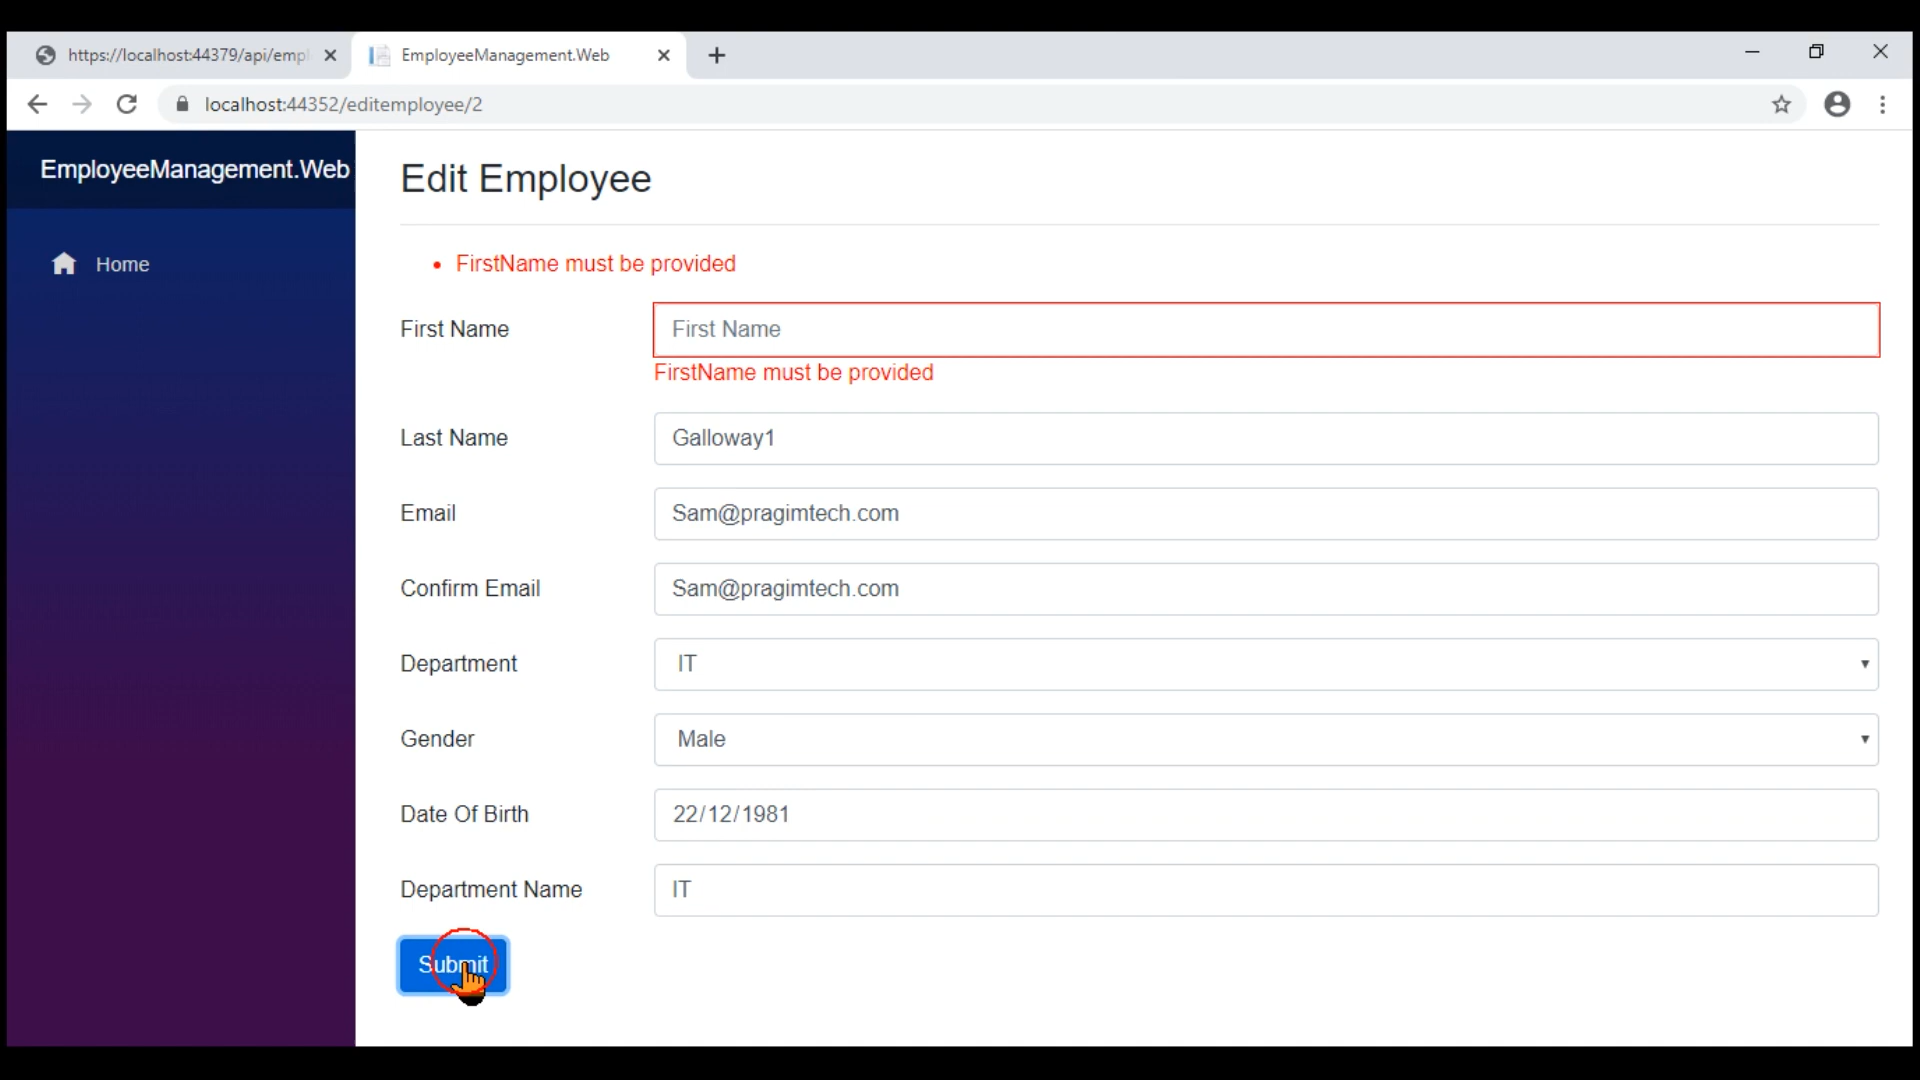 https://localhost:44379/api/empl
EmployeeManagement.Web
localhost:44352/editemployee/2
EmployeeManagement.Web
Home
Edit Employee
• FirstName must be provided
First Name
First Name
FirstName must be provided
Last Name
Galloway1
Email
Sam@pragimtech.com
Confirm Email
Sam@pragimtech.com
Department
IT
Gender
Male
Date Of Birth
22/12/1981
Department Name
IT
Submit